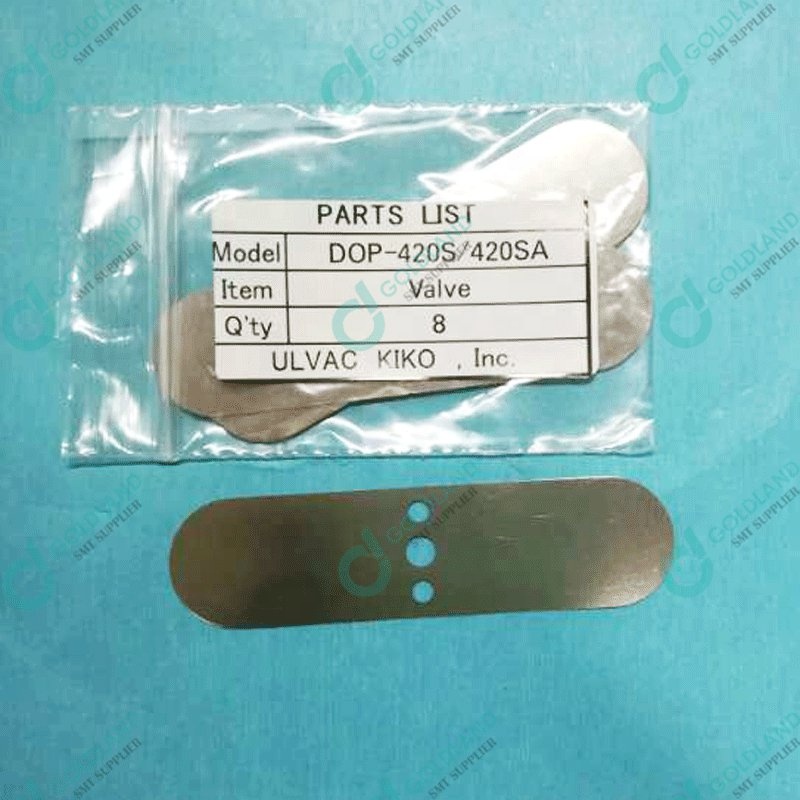 PARTS LIST
Model DOP-420S/420SA
Item Valve
Q'ty 8
ULVAC KIKO , Inc.
GOLDLAND
SMT SUPPLIER